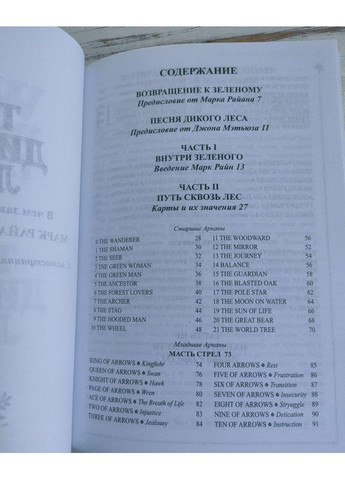 СОДЕРЖАНИЕ
ВОЗВРАЩЕНИЕ К ЗЕЛЕНОМУ
Предисловие от Марка Райана 7
ПЕСНЯ ДИКОГО ЛЕСА
Предисловие от Джона Мэтьюза 11
ЧАСТЬ I
ВНУТРИ ЗЕЛЕНОГО
Введение Марк Райн 13
ЧАСТЬ II
ПУТЬ СКВОЗЬ ЛЕС
Карты и их значения 27
Старшие Арканы
THE WANDERER 28
1 THE SHAMAN 30
2 THE SEER 32
3 THE GREEN WOMAN 34
4 THE GREEN MAN 36
5 THE ANCESTOR 38
6 THE FOREST LOVERS 40
7 THE ARCHER 44
8 THE STAG 46
9 THE HOODED MAN 50
10 THE WHEEL 48
11 THE WOODWARD 56
12 THE MIRROR 52
13 THE JOURNEY 54
14 BALANCE 56
15 THE GUARDIAN 58
16 THE BLASTED OAK 60
17 THE POLE STAR 62
18 THE MOON ON WATER 64
19 THE SUN OF LIFE 66
20 THE GREAT BEAR 68
21 THE WORLD TREE 70
Младшие Арканы
МАСТЬ СТРЕЛ 73
KING OF ARROWS ♠ Kingfisher 74
QUEEN OF ARROWS ♠ Swan 76
KNIGHT OF ARROWS ♠ Hawk 78
PAGE OF ARROWS ♠ Wren 80
ACE OF ARROWS ♠ The Breath of Life 82
TWO OF ARROWS ♠ Injustice 83
THREE OF ARROWS ♠ Jealousy 84
FOUR ARROWS ♠ Rest 85
FIVE OF ARROWS ♠ Frustration 86
SIX OF ARROWS ♠ Transition 87
SEVEN OF ARROWS ♠ Insecurity 88
EIGHT OF ARROWS ♠ Stryggle 89
NINE OF ARROWS ♠ Detication 90
TEN OF ARROWS ♠ Instruction 91